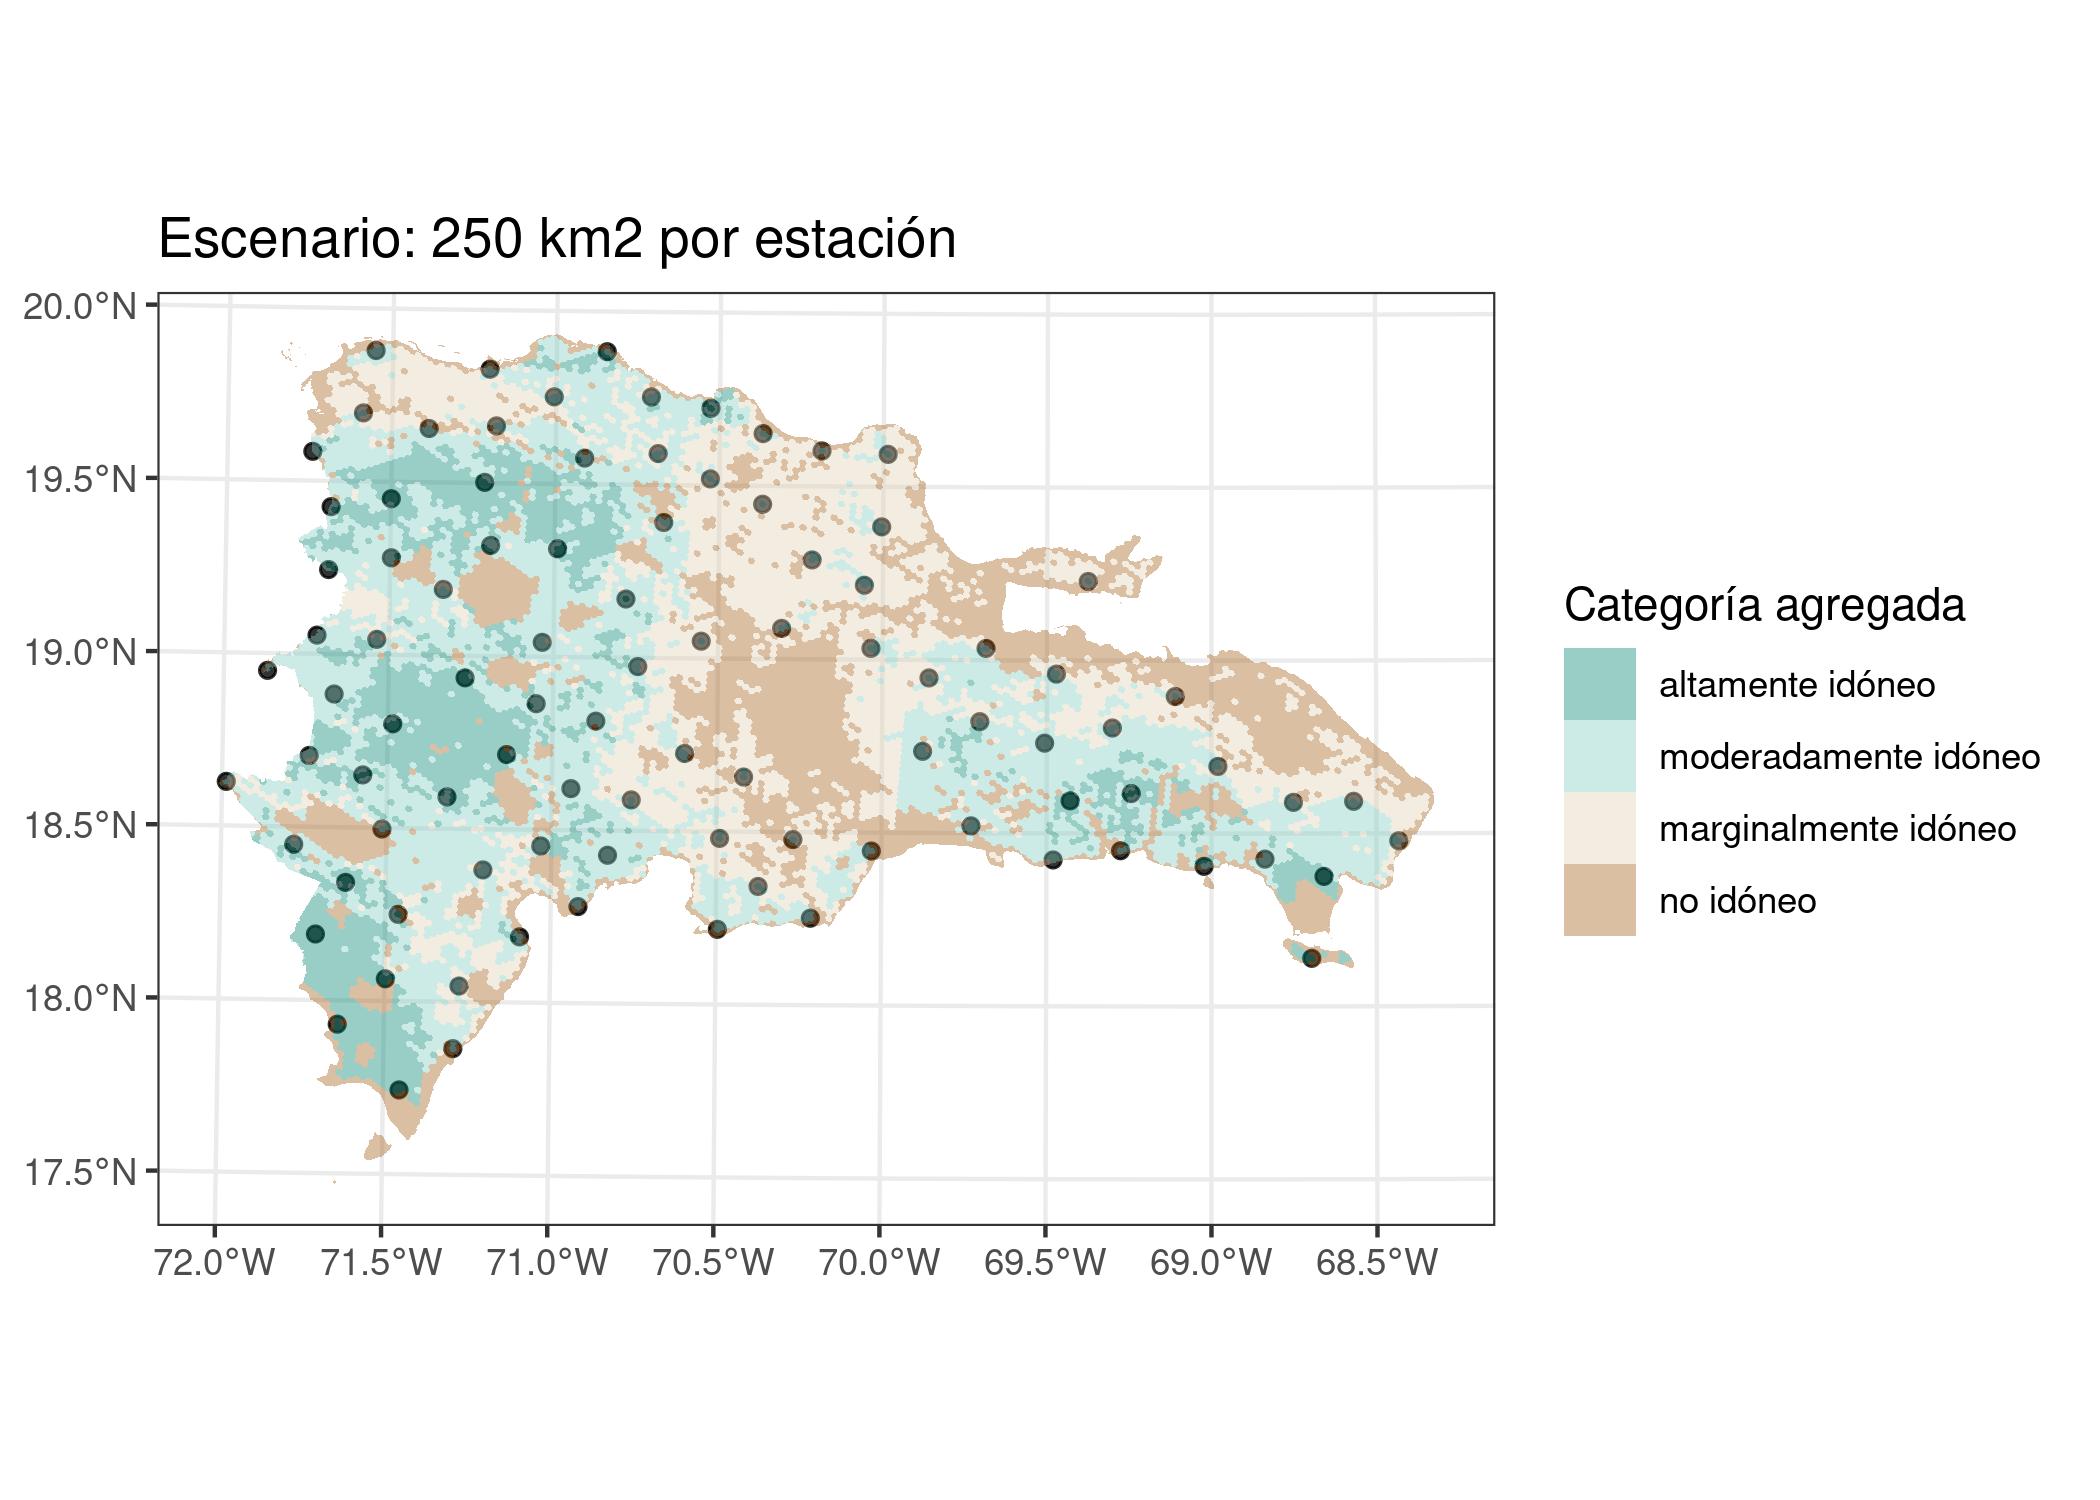 Escenario: 250 km2 por estación
20.0°N
19.5°N
19.0°N
18.5°N
18.0°N
17.5°N
72.0°W 71.5°W 71.0°W 70.5°W 70.0°W 69.5°W 69.0°W 68.5°W
Categoría agregada
altamente idóneo
moderadamente idóneo
marginalmente idóneo
no idóneo